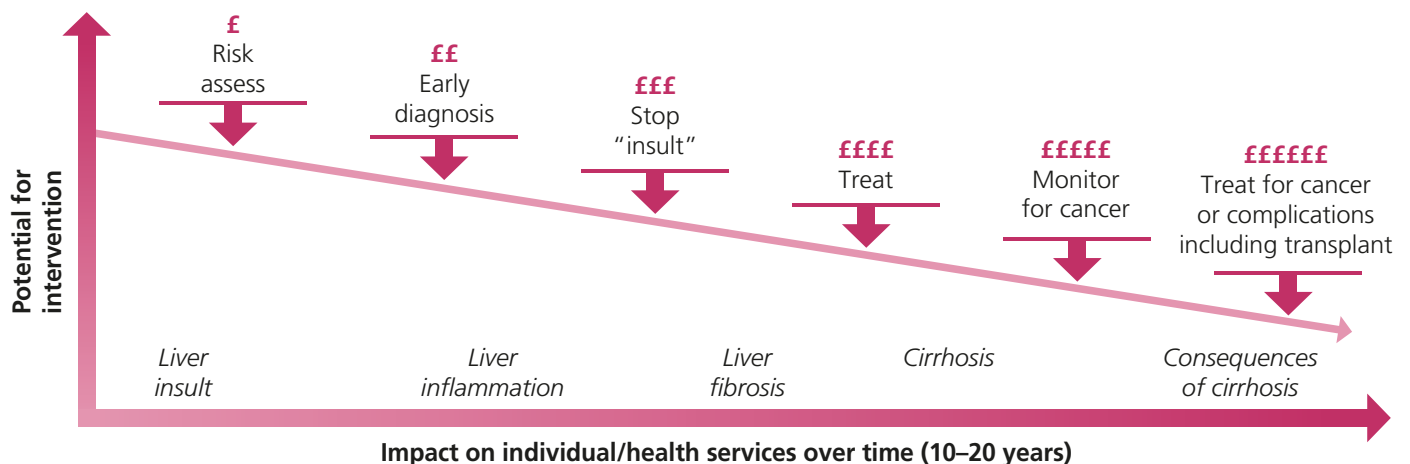 £
Risk
assess
££
Early
diagnosis
£££
Stop
“insult”
££££
Treat
£££££
Monitor
for cancer
££££££
Treat for cancer
or complications
including transplant
Potential for
intervention
Liver
insult
Liver
inflammation
Liver
fibrosis
Cirrhosis
Consequences
of cirrhosis
Impact on individual/health services over time (10–20 years)